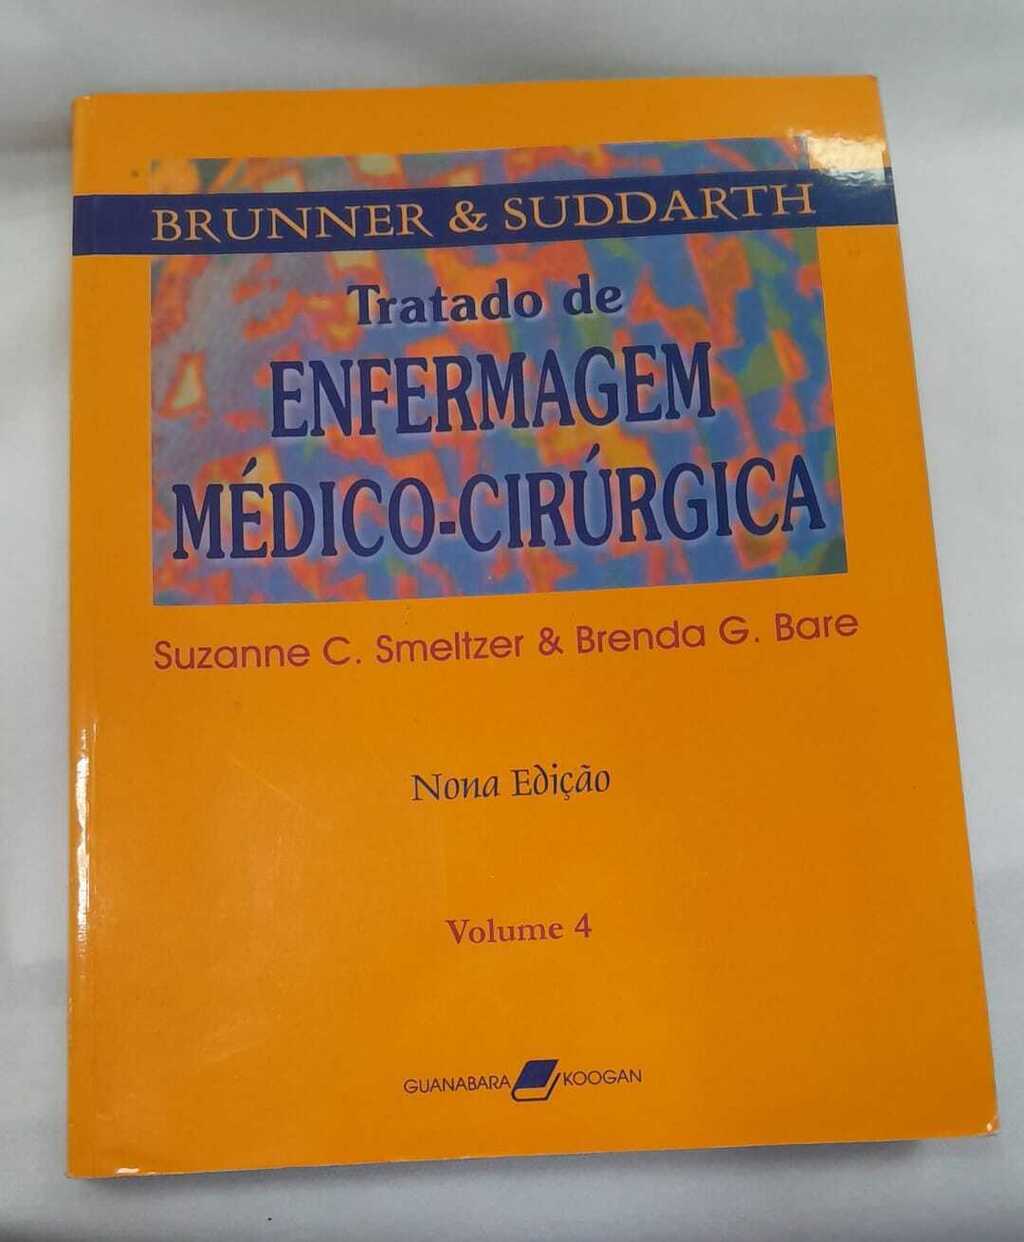 BRUNNER & SUDDARTH
Tratado de
ENFERMAGEM
MÉDICO-CIRÚRGICA
Suzanne C. Smeltzer & Brenda G. Bare
Nona Edição
Volume 4
GUANABARA KOOGAN